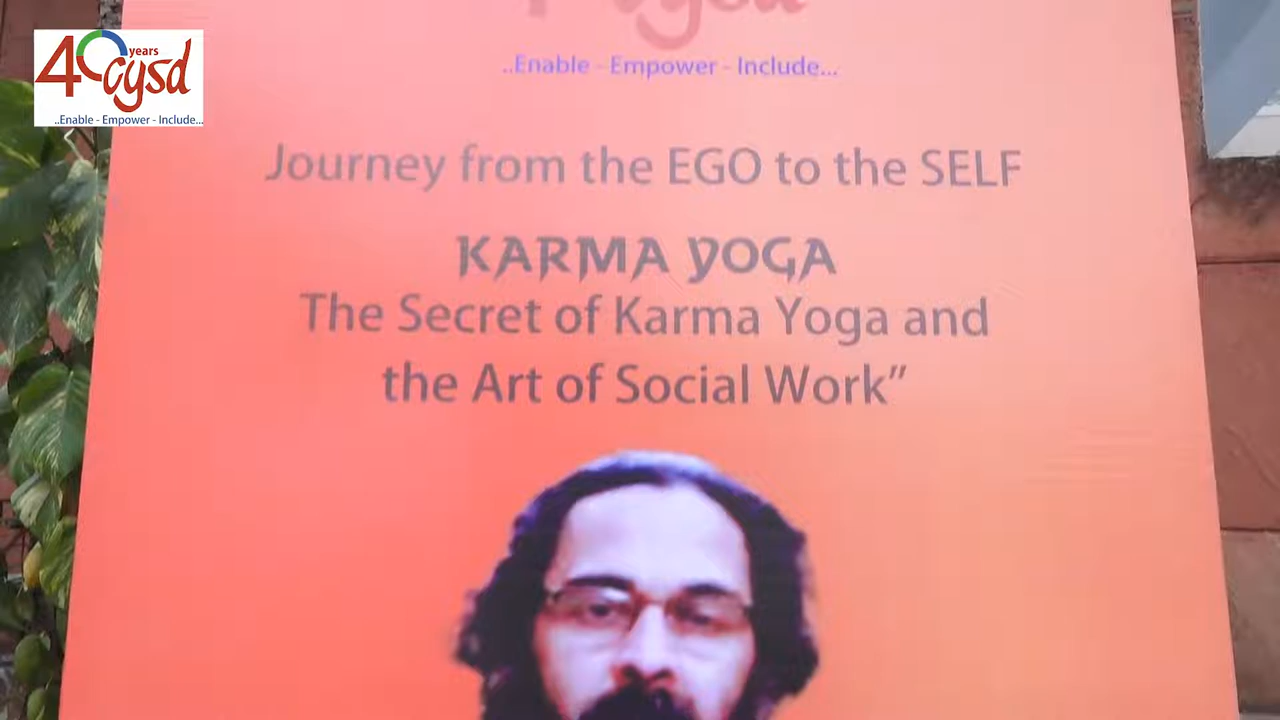 40 years
cysd
..Enable - Empower - Include...
cysd
..Enable - Empower - Include...
Journey from the EGO to the SELF
KARMA YOGA
The Secret of Karma Yoga and
the Art of Social Work”